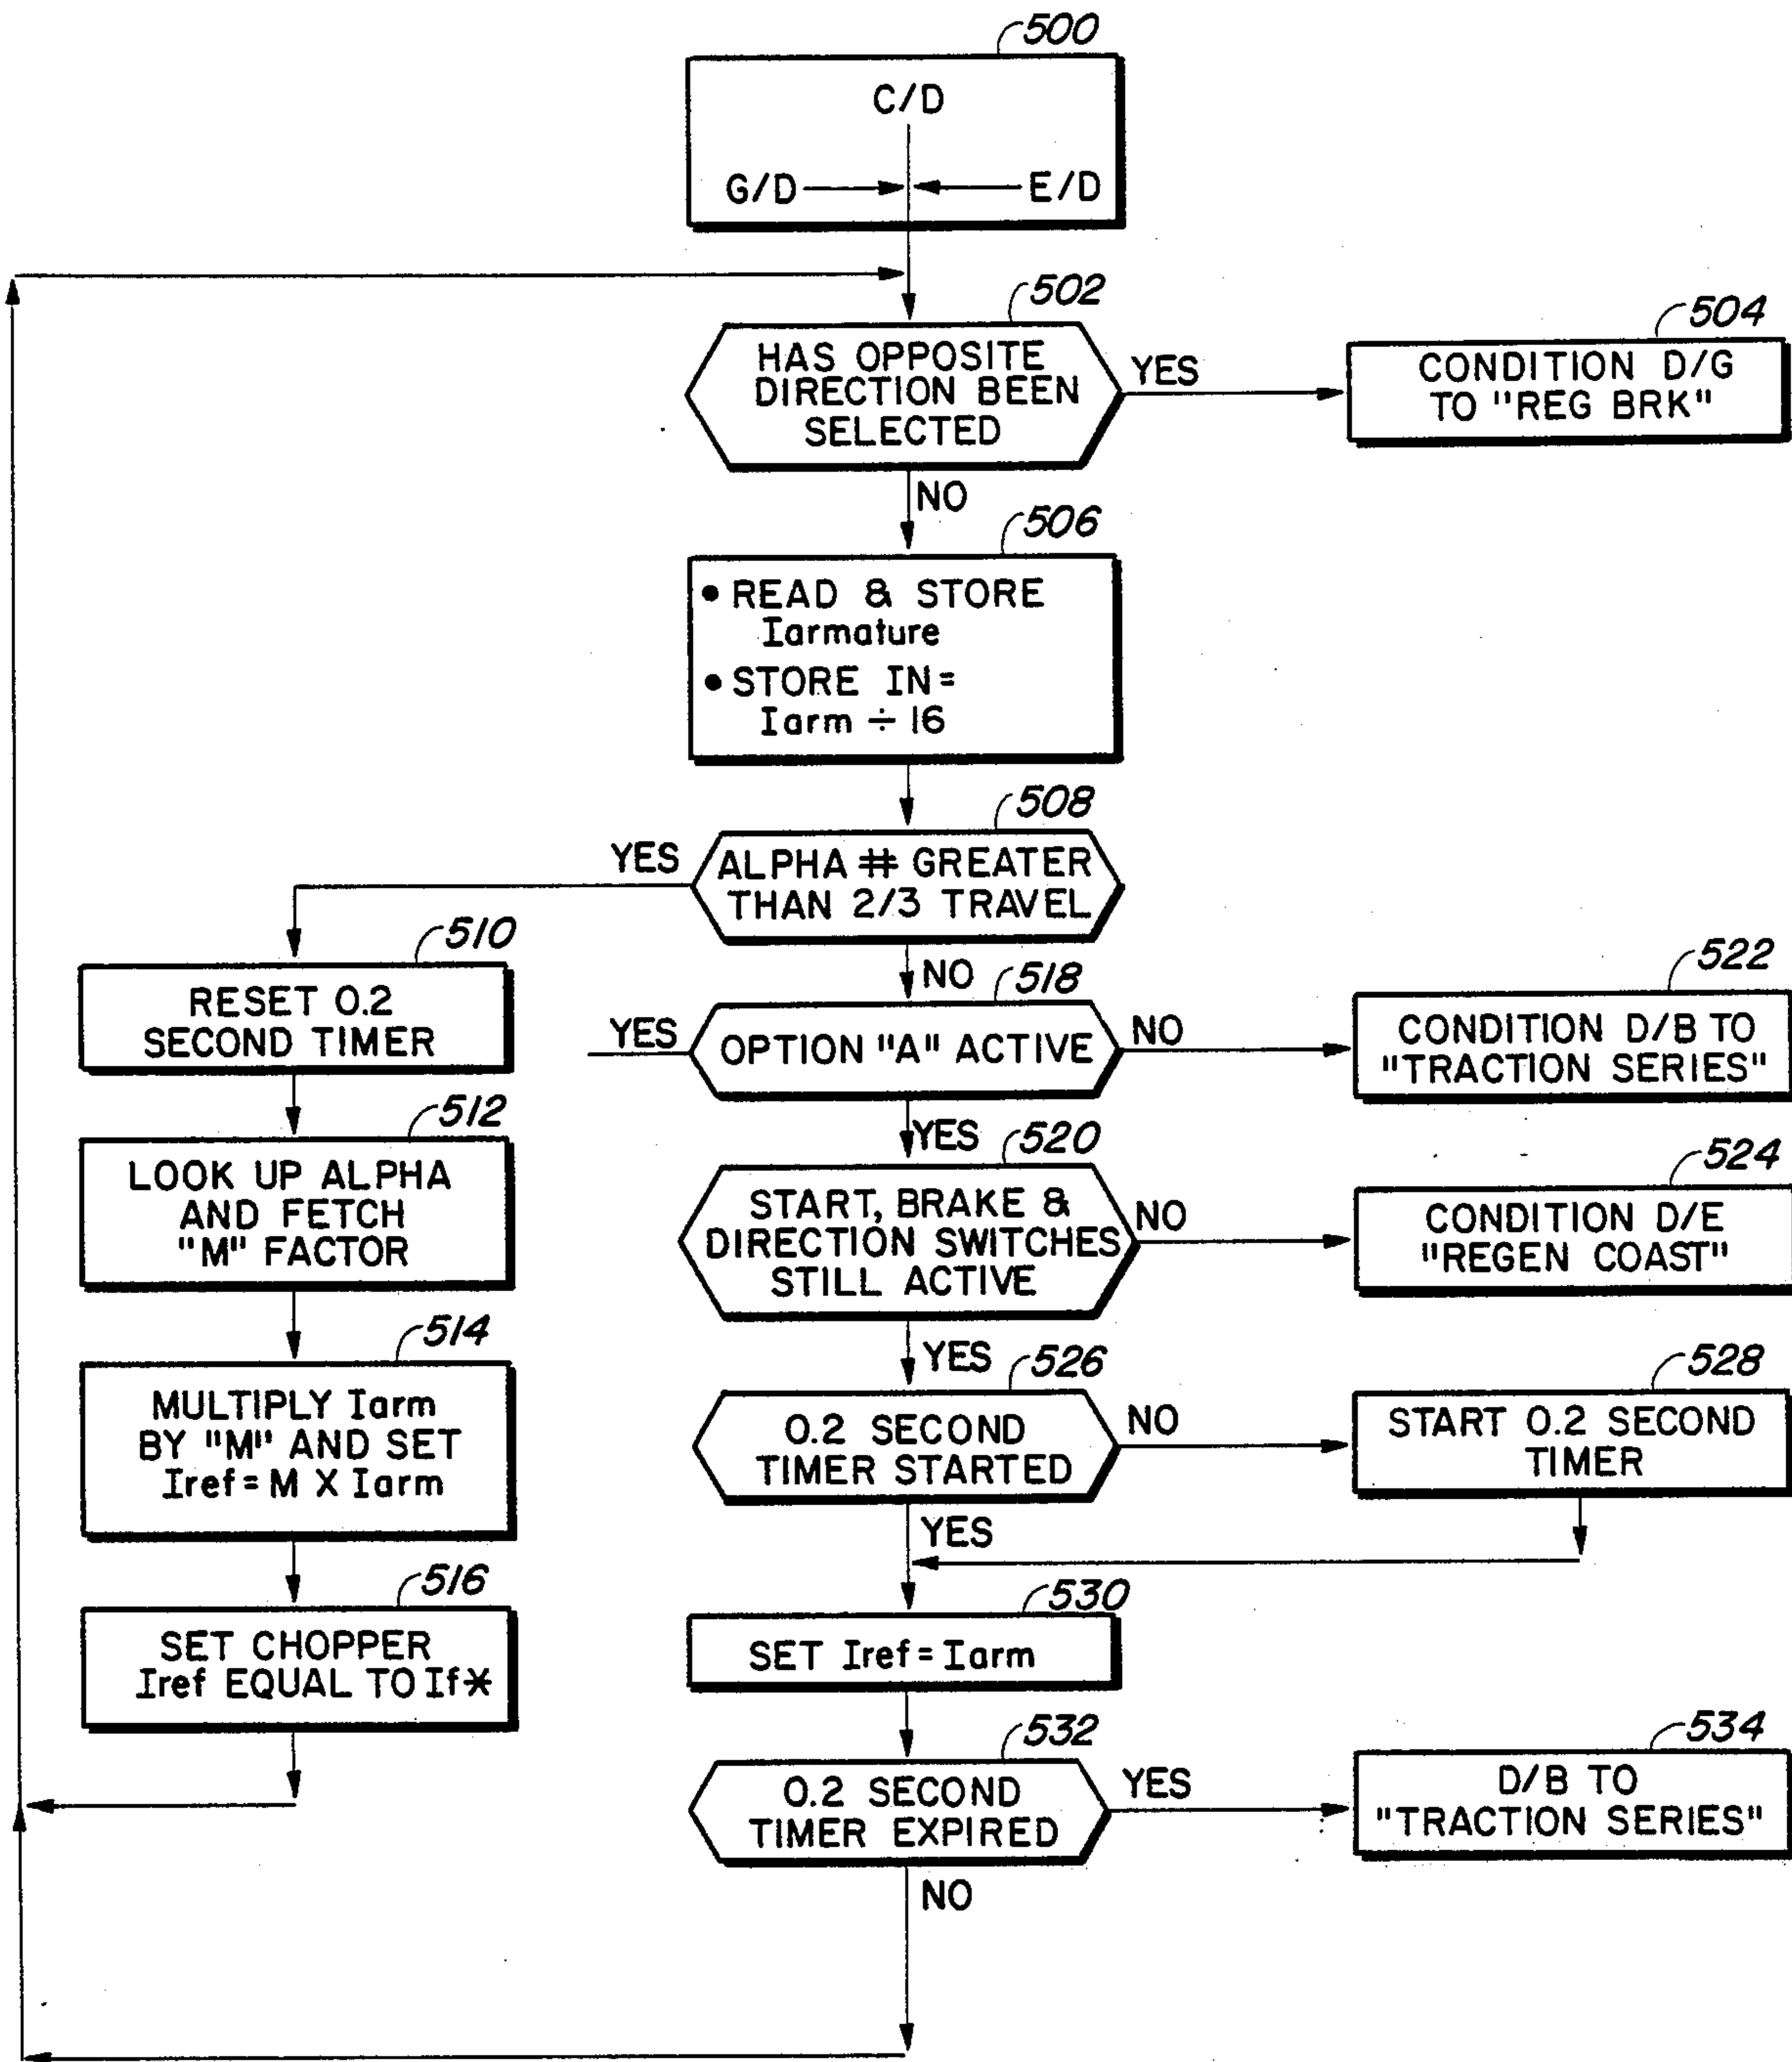 500
C/D
G/D
E/D
502
HAS OPPOSITE
DIRECTION BEEN
SELECTED
YES
504
CONDITION D/G
TO "REG BRK"
NO
506
• READ & STORE
Iarmature
• STORE IN =
Iarm ÷ 16
508
YES
ALPHA # GREATER
THAN 2/3 TRAVEL
510
RESET 0.2
SECOND TIMER
NO
518
YES
OPTION "A" ACTIVE
NO
522
CONDITION D/B TO
"TRACTION SERIES"
512
LOOK UP ALPHA
AND FETCH
"M" FACTOR
YES
520
START, BRAKE &
DIRECTION SWITCHES
STILL ACTIVE
NO
524
CONDITION D/E
"REGEN COAST"
514
MULTIPLY Iarm
BY "M" AND SET
Iref = M X Iarm
YES
526
0.2 SECOND
TIMER STARTED
NO
528
START 0.2 SECOND
TIMER
YES
516
SET CHOPPER
Iref EQUAL TO If*
530
SET Iref = Iarm
532
0.2 SECOND
TIMER EXPIRED
YES
534
D/B TO
"TRACTION SERIES"
NO